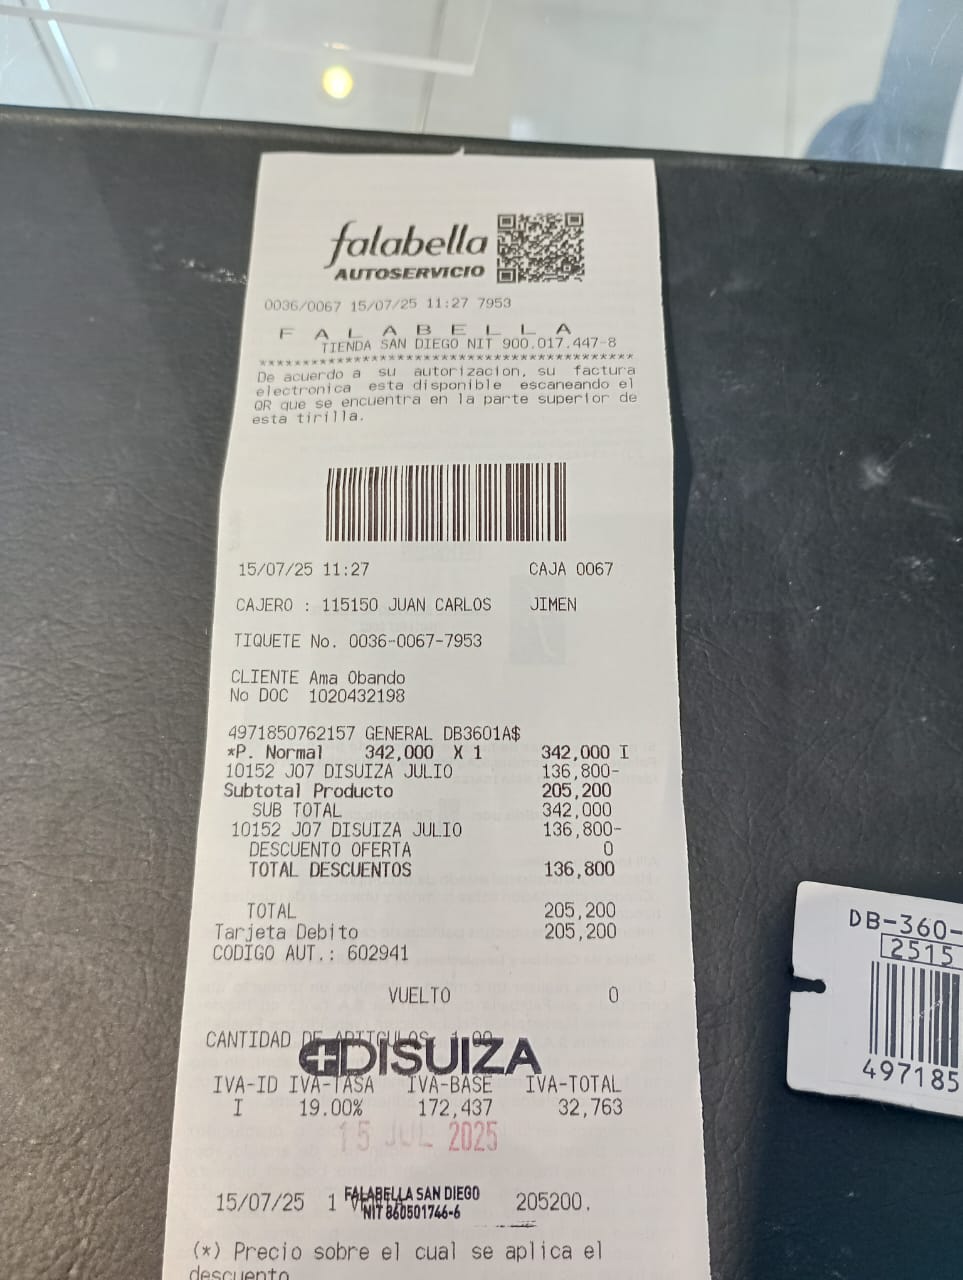 falabella
AUTOSERVICIO
0036/0067 15/07/25 11:27 7953
F A L A B E L L A
TIENDA SAN DIEGO NIT 900.017.447-8
************************************************
De acuerdo a su autorizacion, su factura
electronica esta disponible escaneando el
QR que se encuentra en la parte superior de
esta tirilla.
15/07/25 11:27 CAJA 0067
CAJERO : 115150 JUAN CARLOS JIMEN
TIQUETE No. 0036-0067-7953
CLIENTE Ama Obando
No DOC 1020432198
4971850762157 GENERAL DB3601A$
*P. Normal 342,000 X 1 342,000 I
10152 J07 DISUIZA JULIO 136,800-
Subtotal Producto 205,200
SUB TOTAL 342,000
10152 J07 DISUIZA JULIO 136,800-
DESCUENTO OFERTA 0
TOTAL DESCUENTOS 136,800
TOTAL 205,200
Tarjeta Debito 205,200
CODIGO AUT.: 602941
VUELTO 0
CANTIDAD DE ARTICULOS: 1.00
DISUIZA
IVA-ID IVA-TASA IVA-BASE IVA-TOTAL
I 19.00% 172,437 32,763
15 JUL 2025
FALABELLA SAN DIEGO
15/07/25 1 205200.
NIT 860501746-6
(*) Precio sobre el cual se aplica el
descuento
DB-360-
2515
497185